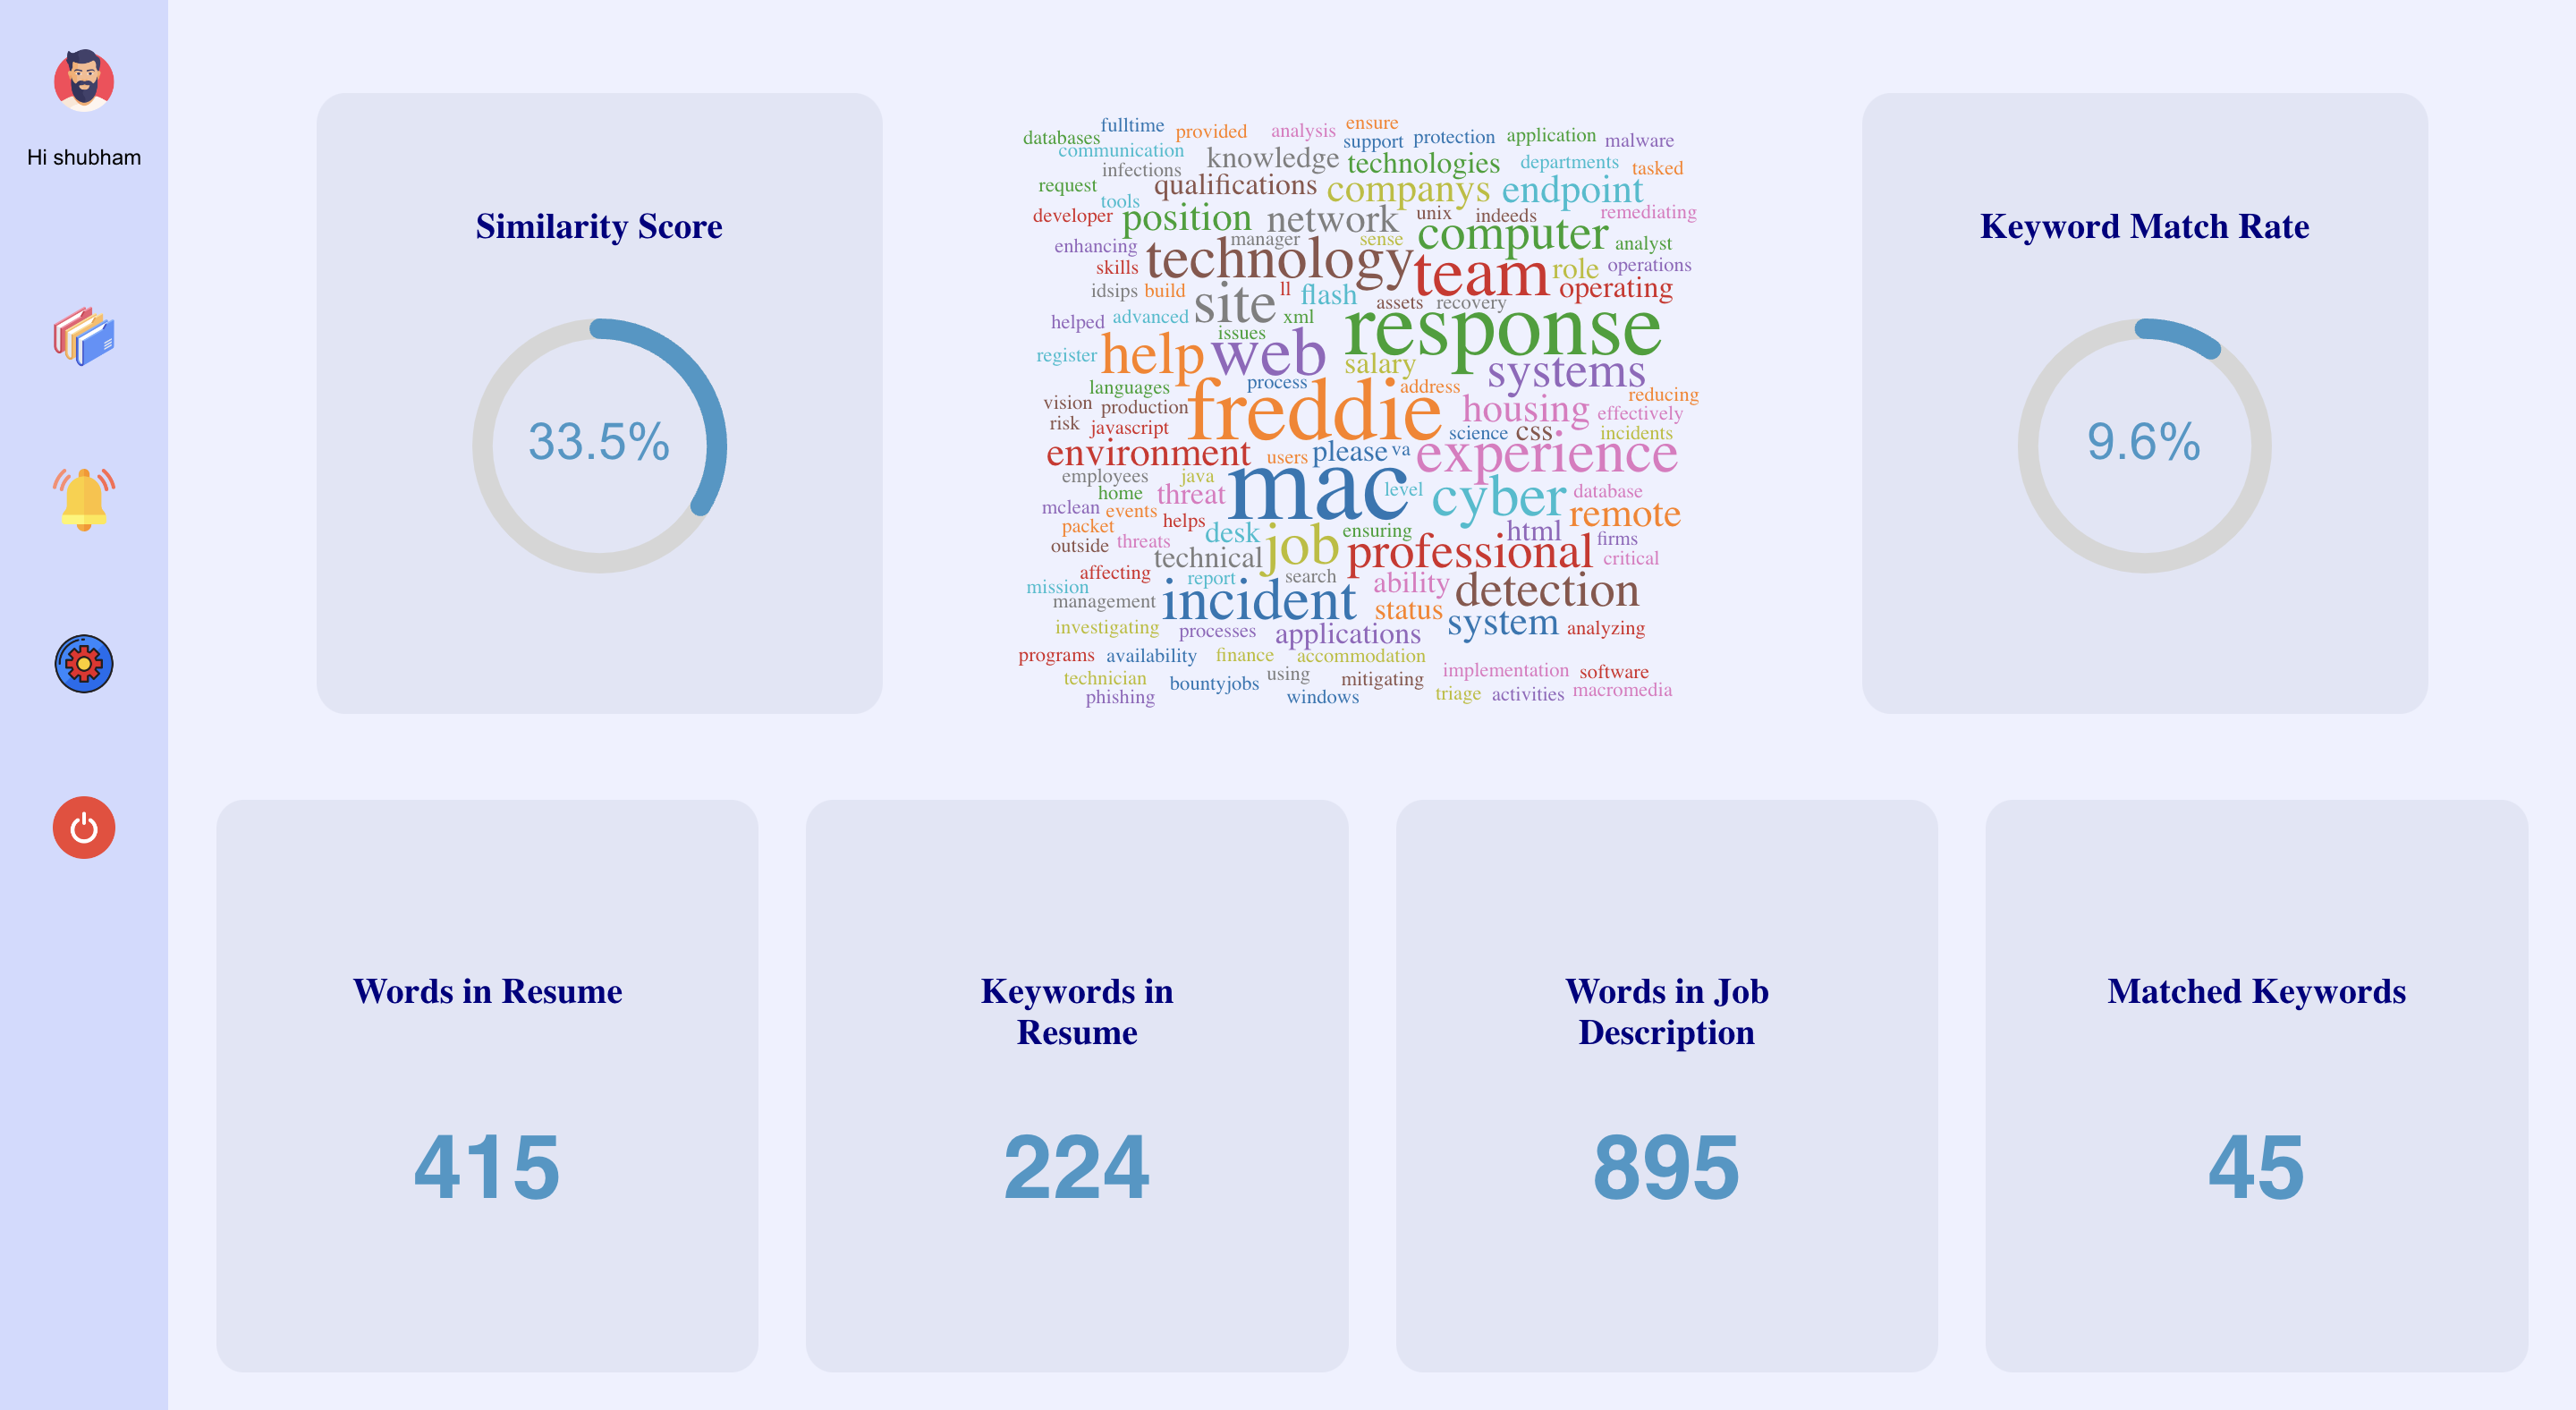 Hi shubham
Similarity Score
33.5%
fulltime provided analysis ensure
databases support protection application malware
communication knowledge technologies departments
infections tasked
request qualifications companys endpoint
tools
developer position network unix indeeds remediating
enhancing manager sense computer analyst
skills technology team role operations
idsips build site ll flash assets recovery operating
helped advanced xml response
issues
register help web salary systems
languages process address reducing
vision production freddie housing effectively
risk javascript science css incidents
environment users please va experience
employees java mac level cyber database
home threat
mclean events remote
packet helps desk ensuring html firms
outside threats technical job professional critical
affecting report search ability detection
mission
management incident status
investigating processes applications system analyzing
programs availability finance accommodation
technician using mitigating implementation software
bountyjobs
phishing windows triage activities macromedia
Keyword Match Rate
9.6%
Words in Resume
415
Keywords in
Resume
224
Words in Job
Description
895
Matched Keywords
45